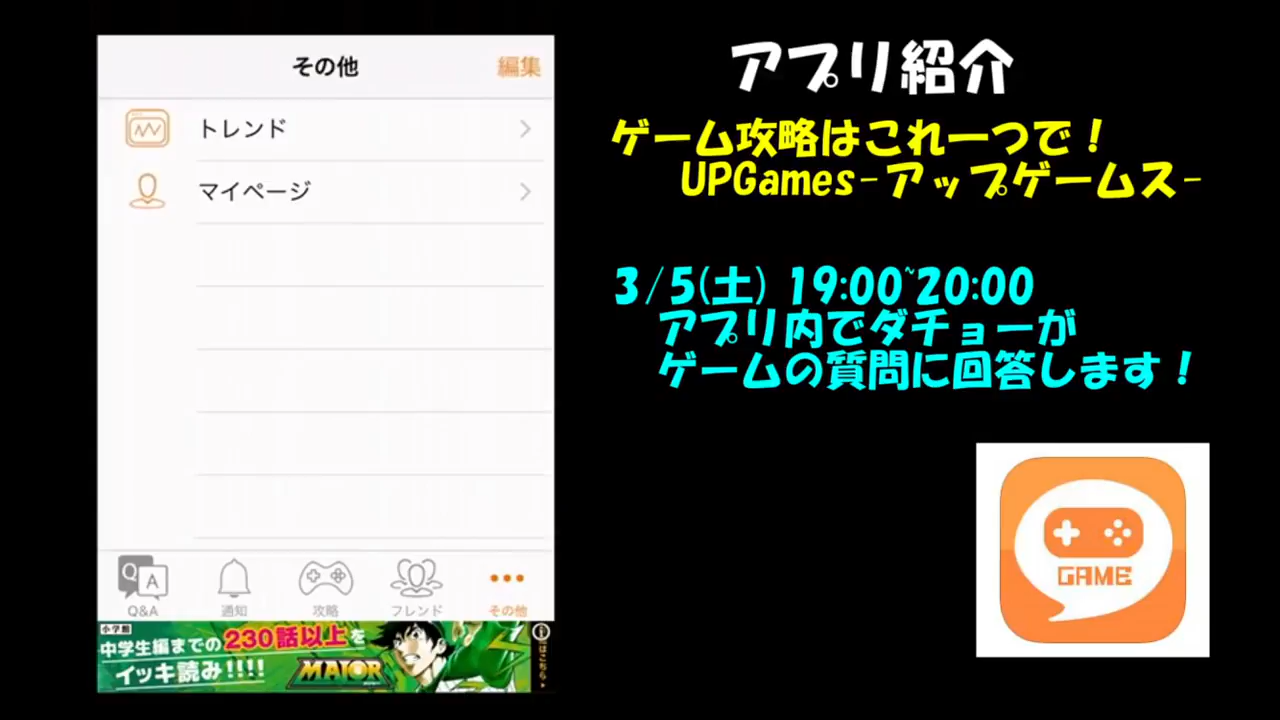 その他
編集
トレンド
マイページ
Q&A
通知
攻略
フレンド
その他
小学館
中学生編までの230話以上を
イッキ読み!!!!
MAJOR
はこちら
アプリ紹介
ゲーム攻略はこれ一つで！
UPGames-アップゲームス-
3/5(土) 19:00~20:00
アプリ内でダチョーが
ゲームの質問に回答します！
GAME